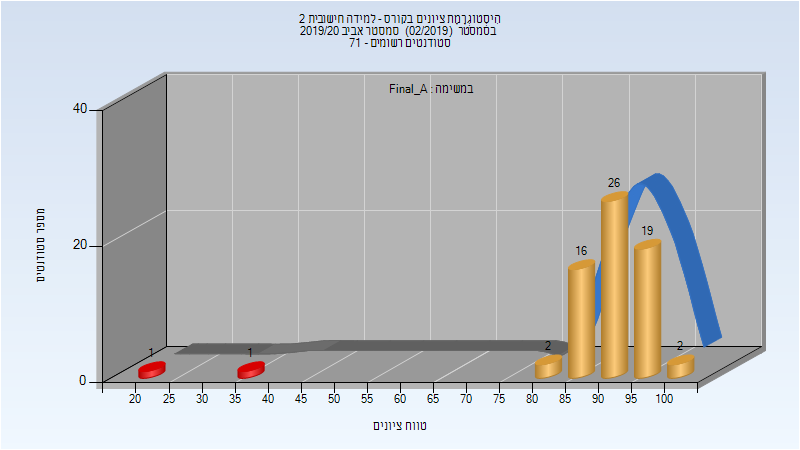 היסטוגרמת ציונים בקורס - למידה חישובית 2
בסמסטר (02/2019) סמסטר אביב 2019/20
סטודנטים רשומים - 71
במשימה : Final_A
מספר סטודנטים
40
20
0
1
1
2
16
26
19
2
20 25 30 35 40 45 50 55 60 65 70 75 80 85 90 95 100
טווח ציונים